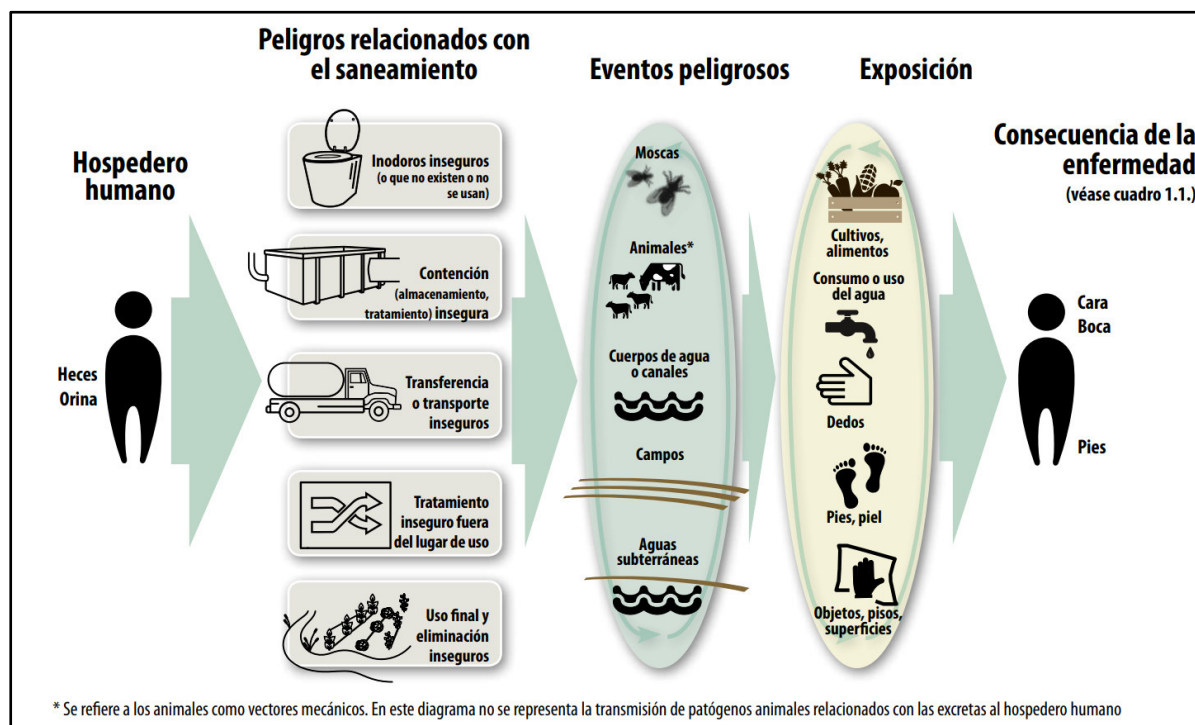 Peligros relacionados con
el saneamiento
Eventos peligrosos
Exposición
Consecuencia de la
enfermedad
(véase cuadro 1.1.)
Hospedero
humano
Heces
Orina
Inodoros inseguros
(o que no existen o no
se usan)
Contención
(almacenamiento,
tratamiento) insegura
Transferencia
o transporte
inseguros
Tratamiento
inseguro fuera
del lugar de uso
Uso final y
eliminación
inseguros
Moscas
Animales*
Cuerpos de agua
o canales
Campos
Aguas
subterráneas
Cultivos,
alimentos
Consumo o uso
del agua
Dedos
Pies, piel
Objetos, pisos,
superficies
Cara
Boca
Pies
* Se refiere a los animales como vectores mecánicos. En este diagrama no se representa la transmisión de patógenos animales relacionados con las excretas al hospedero humano